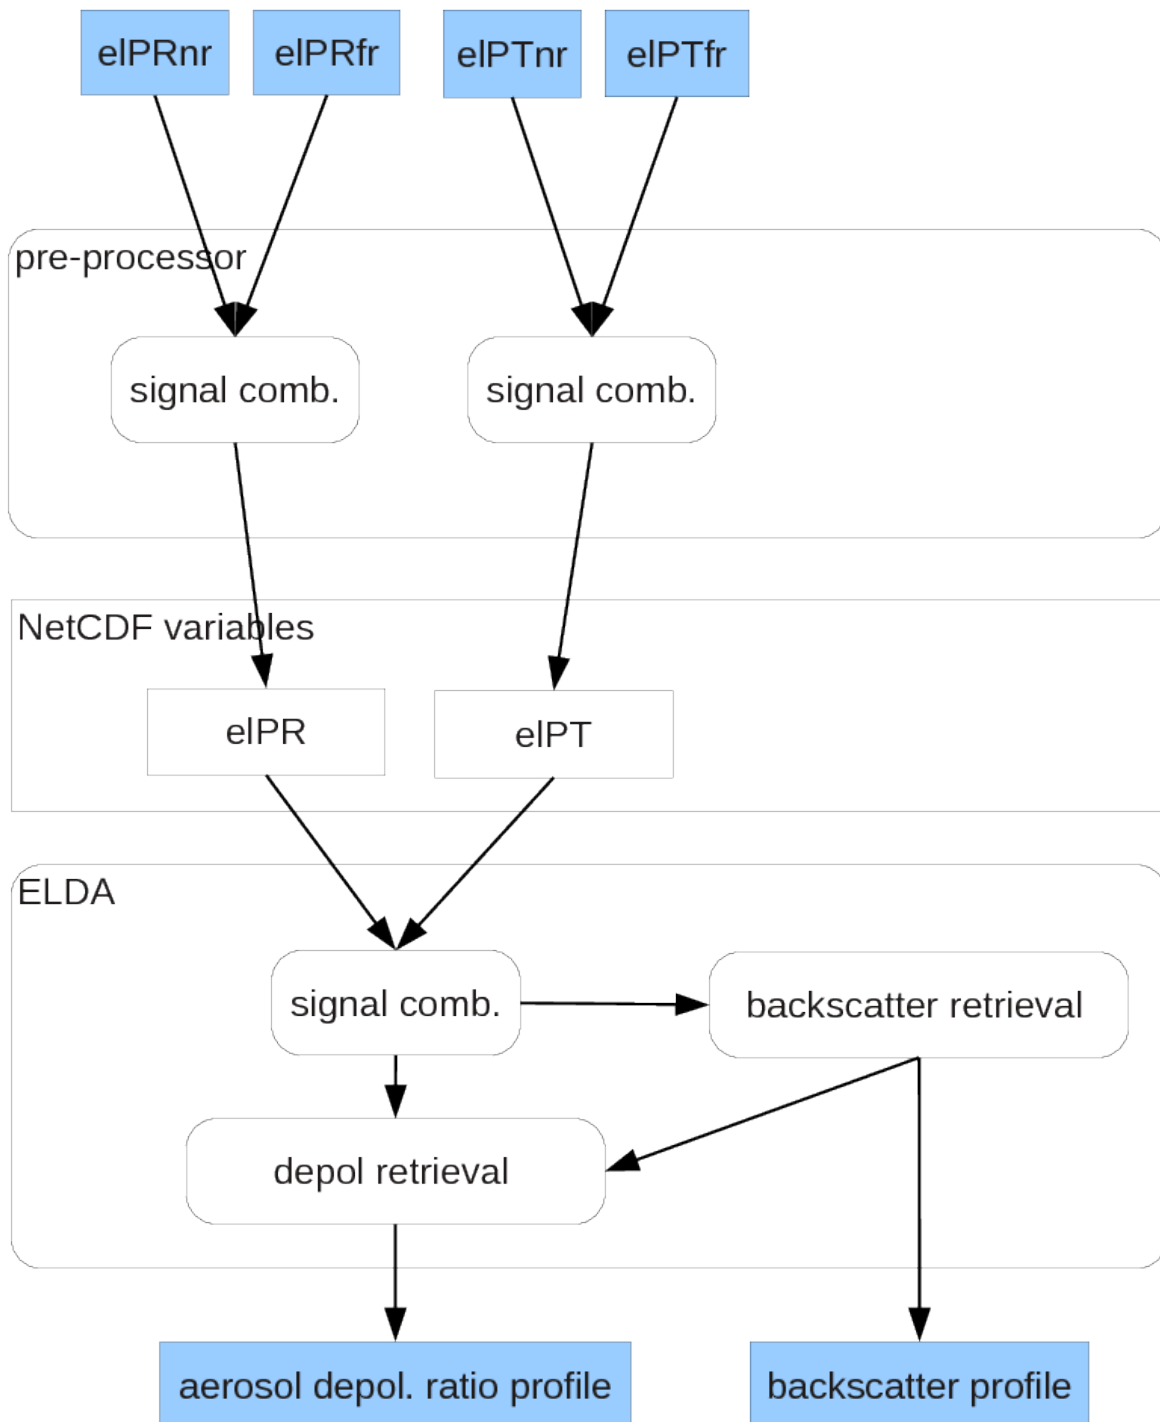 elPRnr
elPRfr
elPTnr
elPTfr
pre-processor
signal comb.
signal comb.
NetCDF variables
elPR
elPT
ELDA
signal comb.
backscatter retrieval
depol retrieval
aerosol depol. ratio profile
backscatter profile